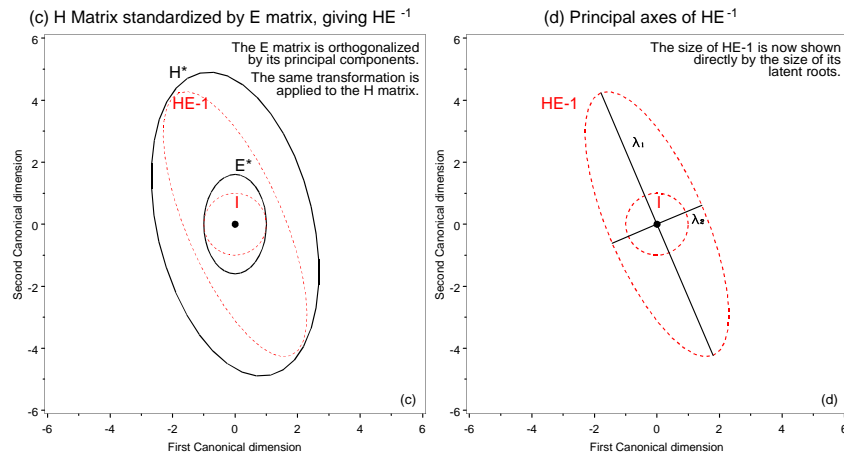 (c) H Matrix standardized by E matrix, giving HE -1
The E matrix is orthogonalized
by its principal components.
The same transformation is
applied to the H matrix.
H*
HE-1
E*
I
6
4
2
0
-2
-4
-6
Second Canonical dimension
(c)
-6 -4 -2 0 2 4 6
First Canonical dimension
(d) Principal axes of HE-1
The size of HE-1 is now shown
directly by the size of its
latent roots.
HE-1
λ1
I
λ2
6
4
2
0
-2
-4
-6
Second Canonical dimension
(d)
-6 -4 -2 0 2 4 6
First Canonical dimension